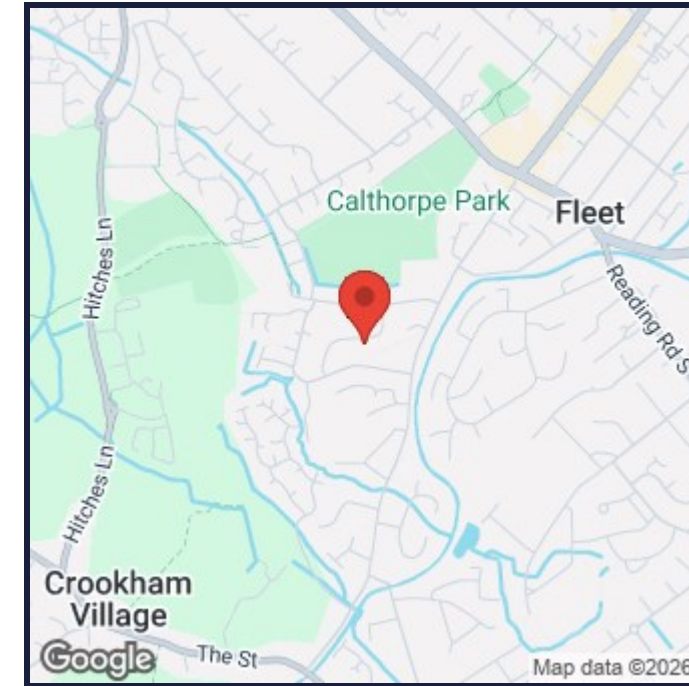 Calthorpe Park
Fleet
Hitches Ln
Reading Rd S
Hitches Ln
Crookham
Village
The St
Google
Map data ©2026